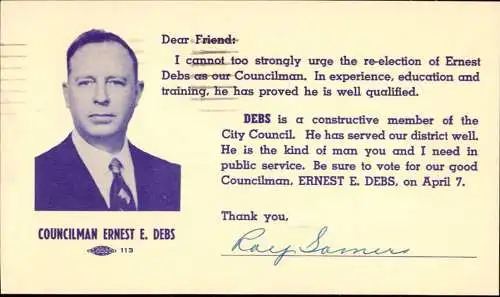 Dear Friend:
I cannot too strongly urge the re-election of Ernest
Debs as our Councilman. In experience, education and
training, he has proved he is well qualified.
DEBS is a constructive member of the
City Council. He has served our district well.
He is the kind of man you and I need in
public service. Be sure to vote for our good
Councilman, ERNEST E. DEBS, on April 7.
Thank you,
Somers
COUNCILMAN ERNEST E. DEBS
113